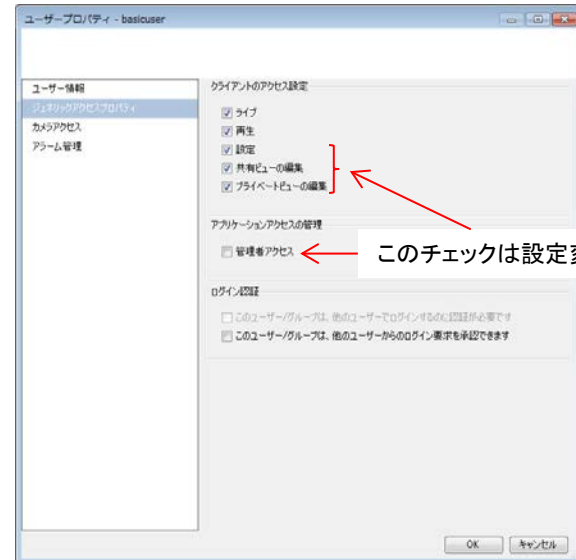 ユーザープロパティ - basicuser
ユーザー情報
ジェネリックアクセスプロパティ
カメラアクセス
アラーム管理
クライアントのアクセス設定
ライブ
再生
設定
共有ビューの編集
プライベートビューの編集
アプリケーションアクセスの管理
管理者アクセス
このチェックは設定変
ログイン認証
このユーザー/グループは、他のユーザーでログインするのに認証が必要です
このユーザー/グループは、他のユーザーからのログイン要求を承認できます
OK キャンセル